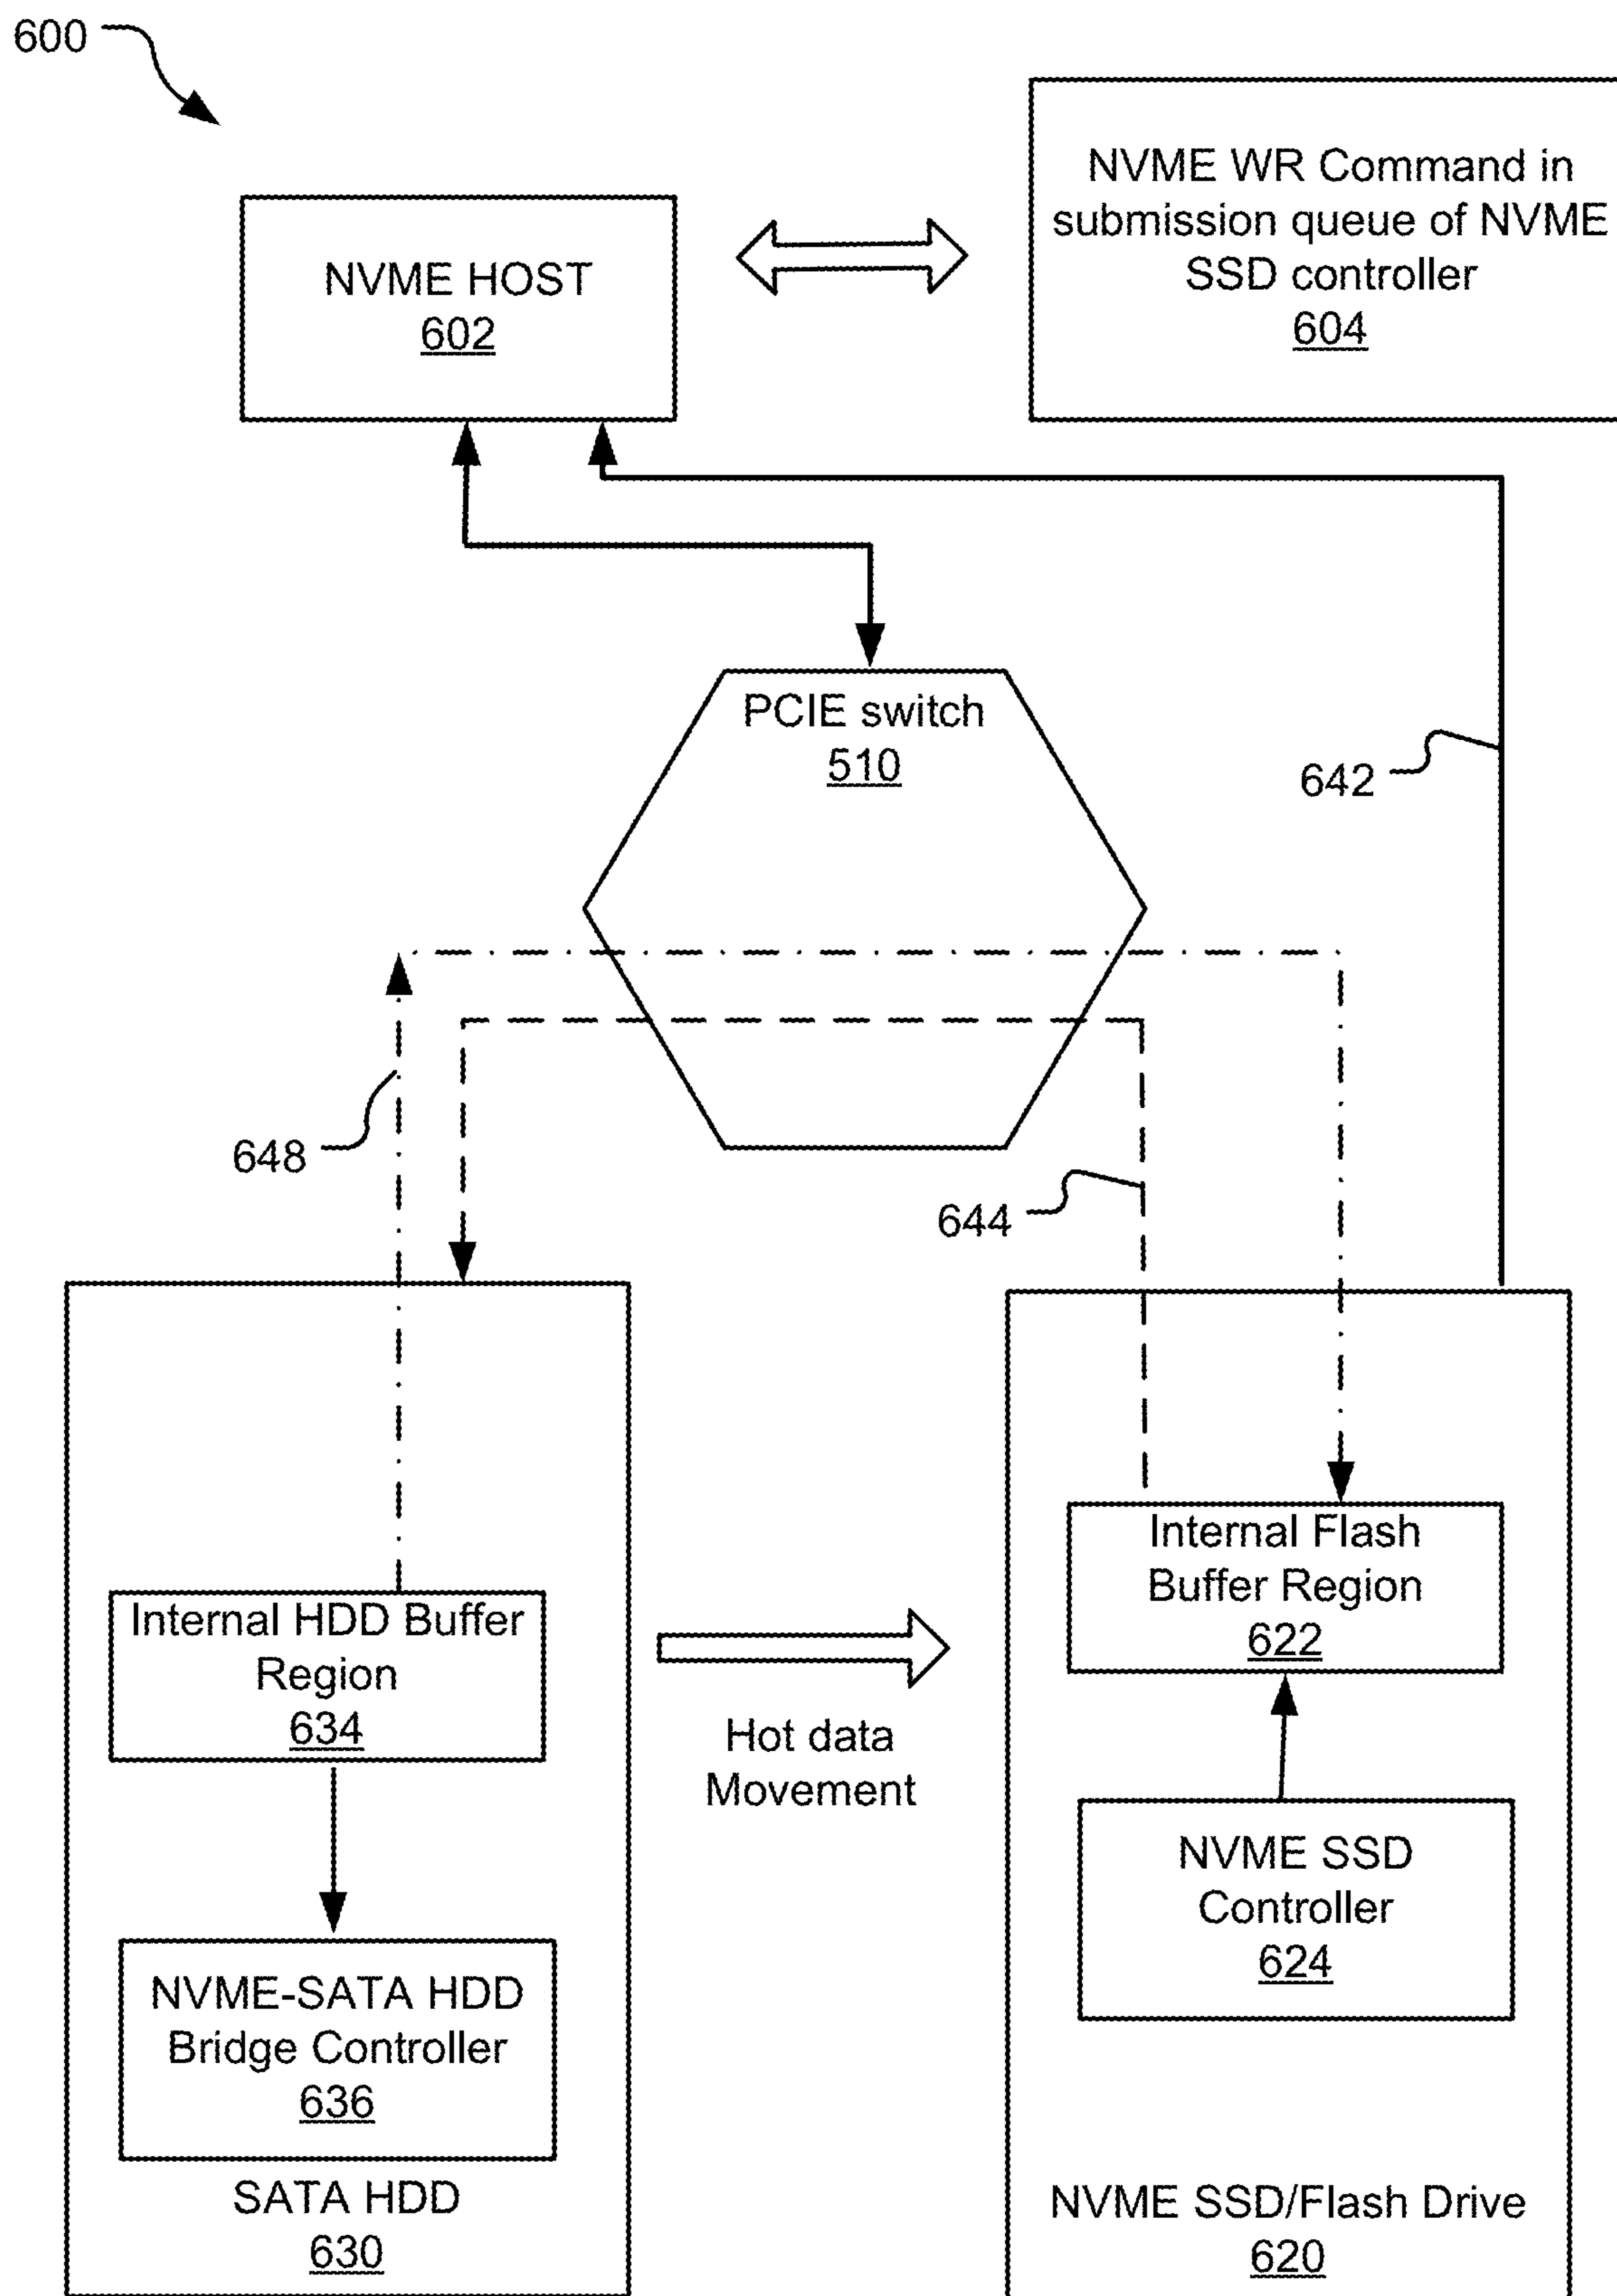 600
NVME WR Command in
submission queue of NVME
SSD controller
604
NVME HOST
602
PCIE switch
510
642
648
644
Internal Flash
Buffer Region
622
Internal HDD Buffer
Region
634
Hot data
Movement
NVME SSD
Controller
624
NVME-SATA HDD
Bridge Controller
636
SATA HDD
630
NVME SSD/Flash Drive
620